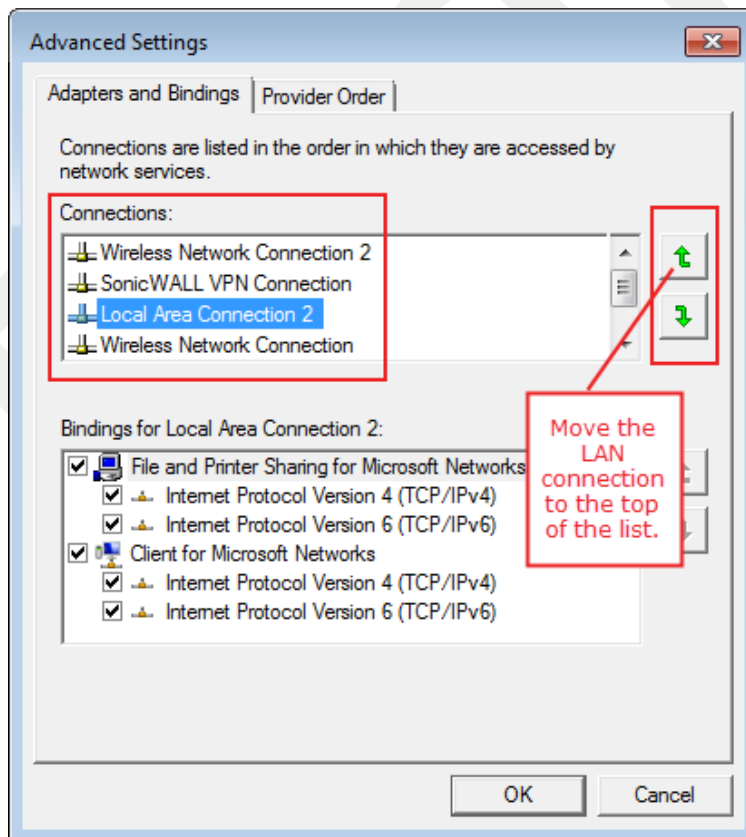 Advanced Settings
Adapters and Bindings
Provider Order
Connections are listed in the order in which they are accessed by
network services.
Connections:
Wireless Network Connection 2
SonicWALL VPN Connection
Local Area Connection 2
Wireless Network Connection
Bindings for Local Area Connection 2:
File and Printer Sharing for Microsoft Networks
Internet Protocol Version 4 (TCP/IPv4)
Internet Protocol Version 6 (TCP/IPv6)
Client for Microsoft Networks
Internet Protocol Version 4 (TCP/IPv4)
Internet Protocol Version 6 (TCP/IPv6)
Move the
LAN
connection
to the top
of the list.
OK
Cancel